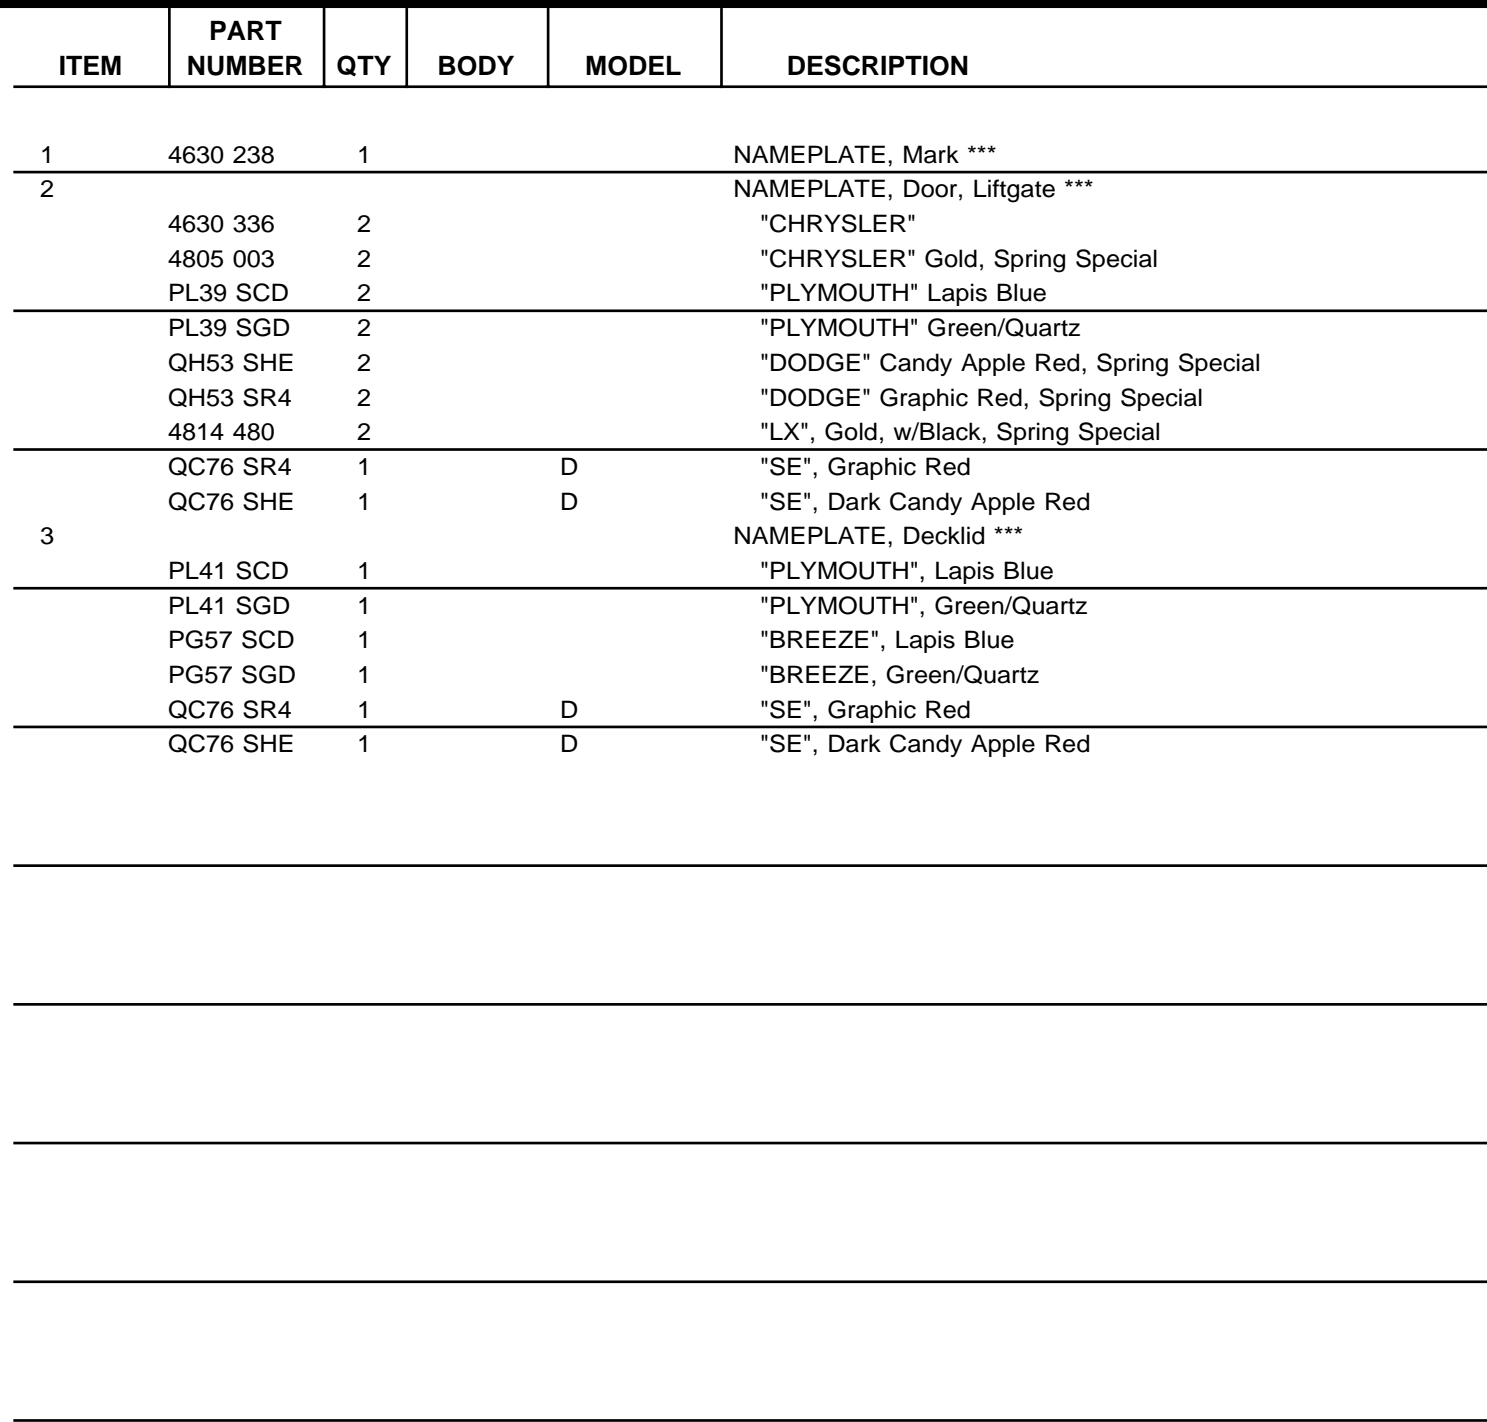 PART
ITEM NUMBER QTY BODY MODEL DESCRIPTION
1 4630 238 1 NAMEPLATE, Mark ***
2 NAMEPLATE, Door, Liftgate ***
4630 336 2 "CHRYSLER"
4805 003 2 "CHRYSLER" Gold, Spring Special
PL39 SCD 2 "PLYMOUTH" Lapis Blue
PL39 SGD 2 "PLYMOUTH" Green/Quartz
QH53 SHE 2 "DODGE" Candy Apple Red, Spring Special
QH53 SR4 2 "DODGE" Graphic Red, Spring Special
4814 480 2 "LX", Gold, w/Black, Spring Special
QC76 SR4 1 D "SE", Graphic Red
QC76 SHE 1 D "SE", Dark Candy Apple Red
3 NAMEPLATE, Decklid ***
PL41 SCD 1 "PLYMOUTH", Lapis Blue
PL41 SGD 1 "PLYMOUTH", Green/Quartz
PG57 SCD 1 "BREEZE", Lapis Blue
PG57 SGD 1 "BREEZE, Green/Quartz
QC76 SR4 1 D "SE", Graphic Red
QC76 SHE 1 D "SE", Dark Candy Apple Red